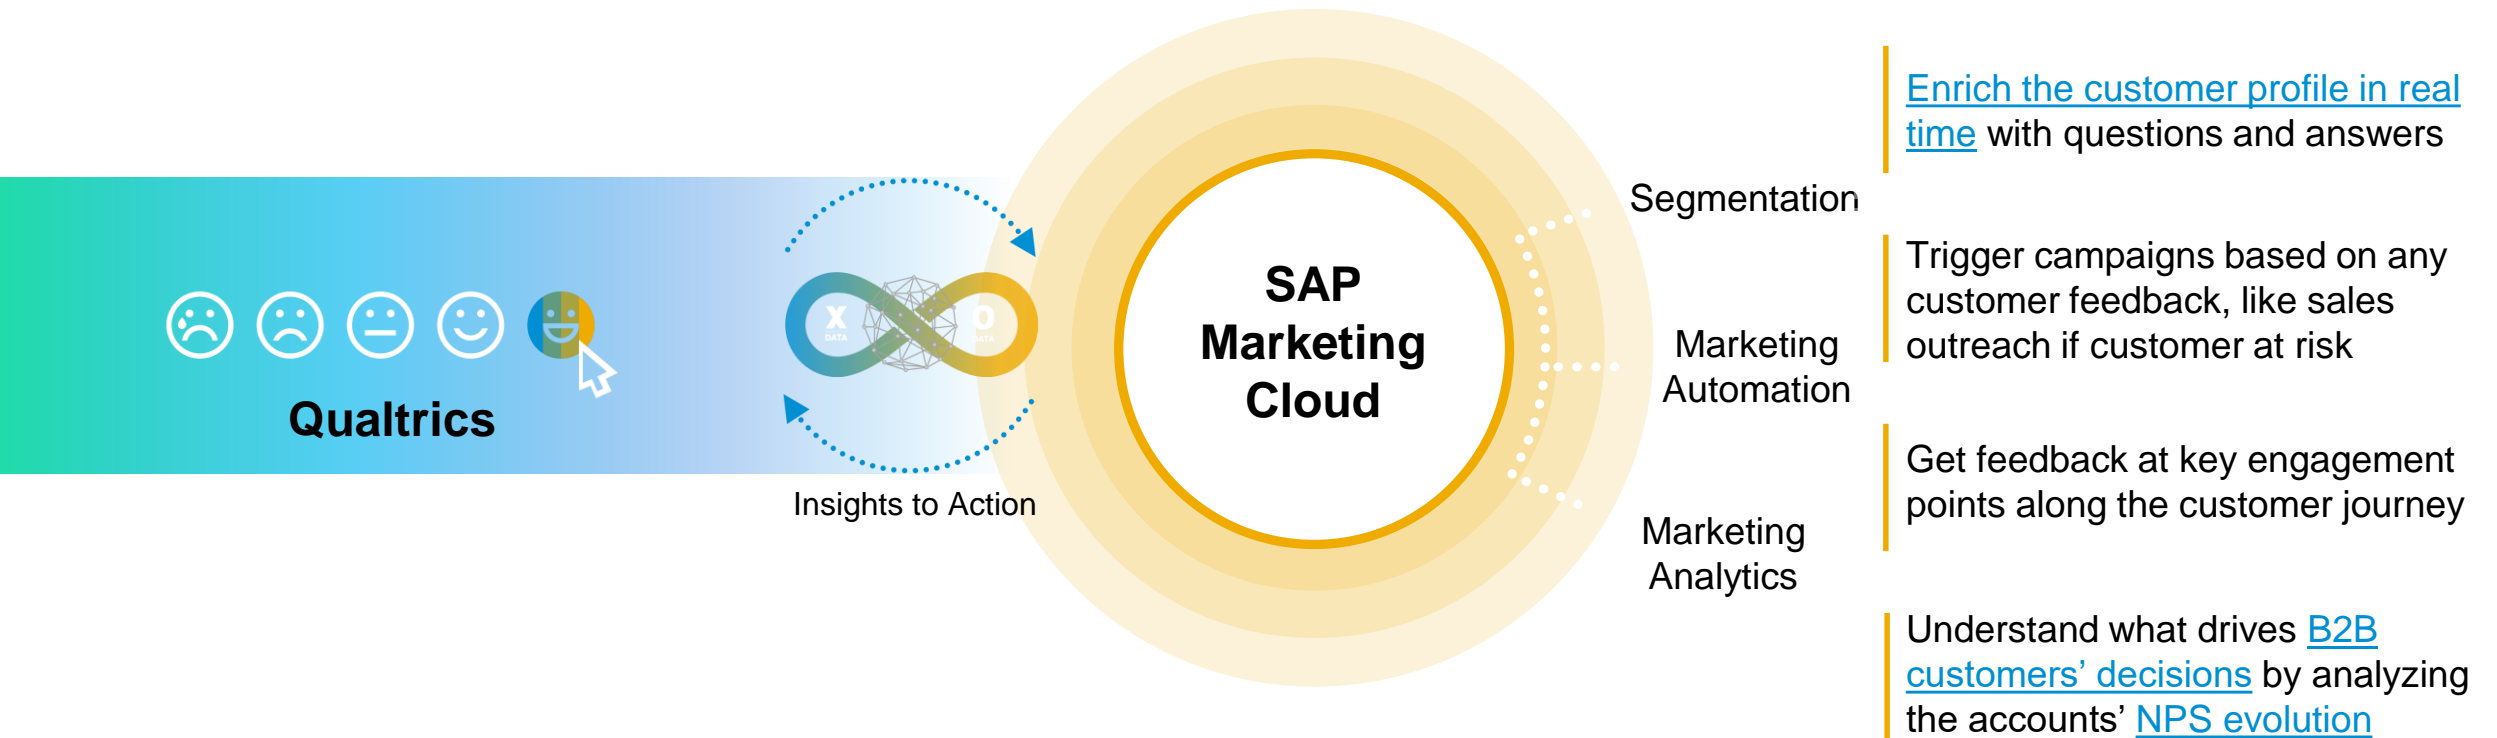 Qualtrics
X
DATA
O
DATA
Insights to Action
SAP
Marketing
Cloud
Segmentation
Marketing
Automation
Marketing
Analytics
Enrich the customer profile in real
time with questions and answers
Trigger campaigns based on any
customer feedback, like sales
outreach if customer at risk
Get feedback at key engagement
points along the customer journey
Understand what drives B2B
customers’ decisions by analyzing
the accounts’ NPS evolution